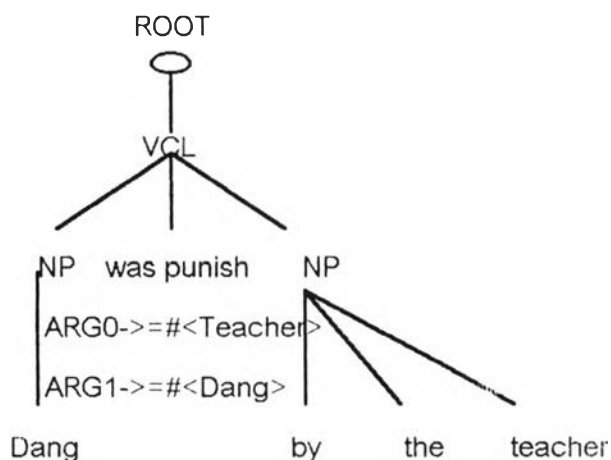 ROOT
VCL
NP was punish NP
ARG0->=#<Teacher>
ARG1->=#<Dang>
Dang by the teacher